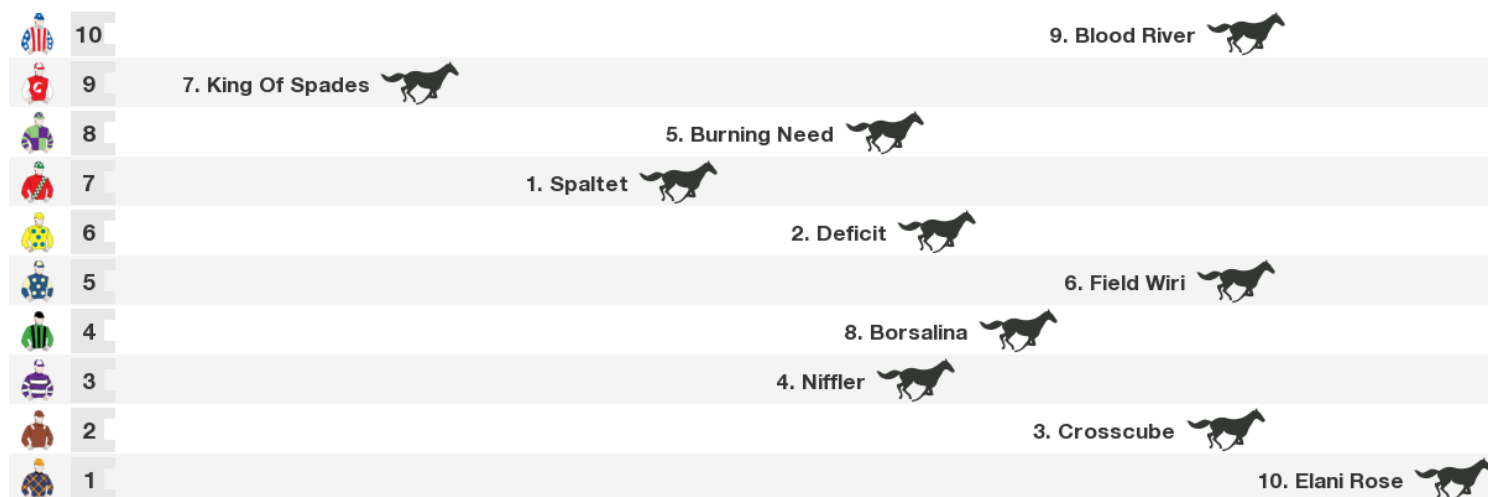 10 9. Blood River
9 7. King Of Spades
8 5. Burning Need
7 1. Spaltet
6 2. Deficit
5 6. Field Wiri
4 8. Borsalina
3 4. Niffler
2 3. Crosscube
1 10. Elani Rose